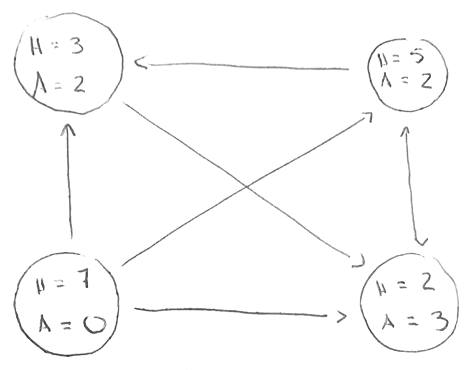 H = 3
A = 2
H = 5
A = 2
H = 7
A = 0
H = 2
A = 3